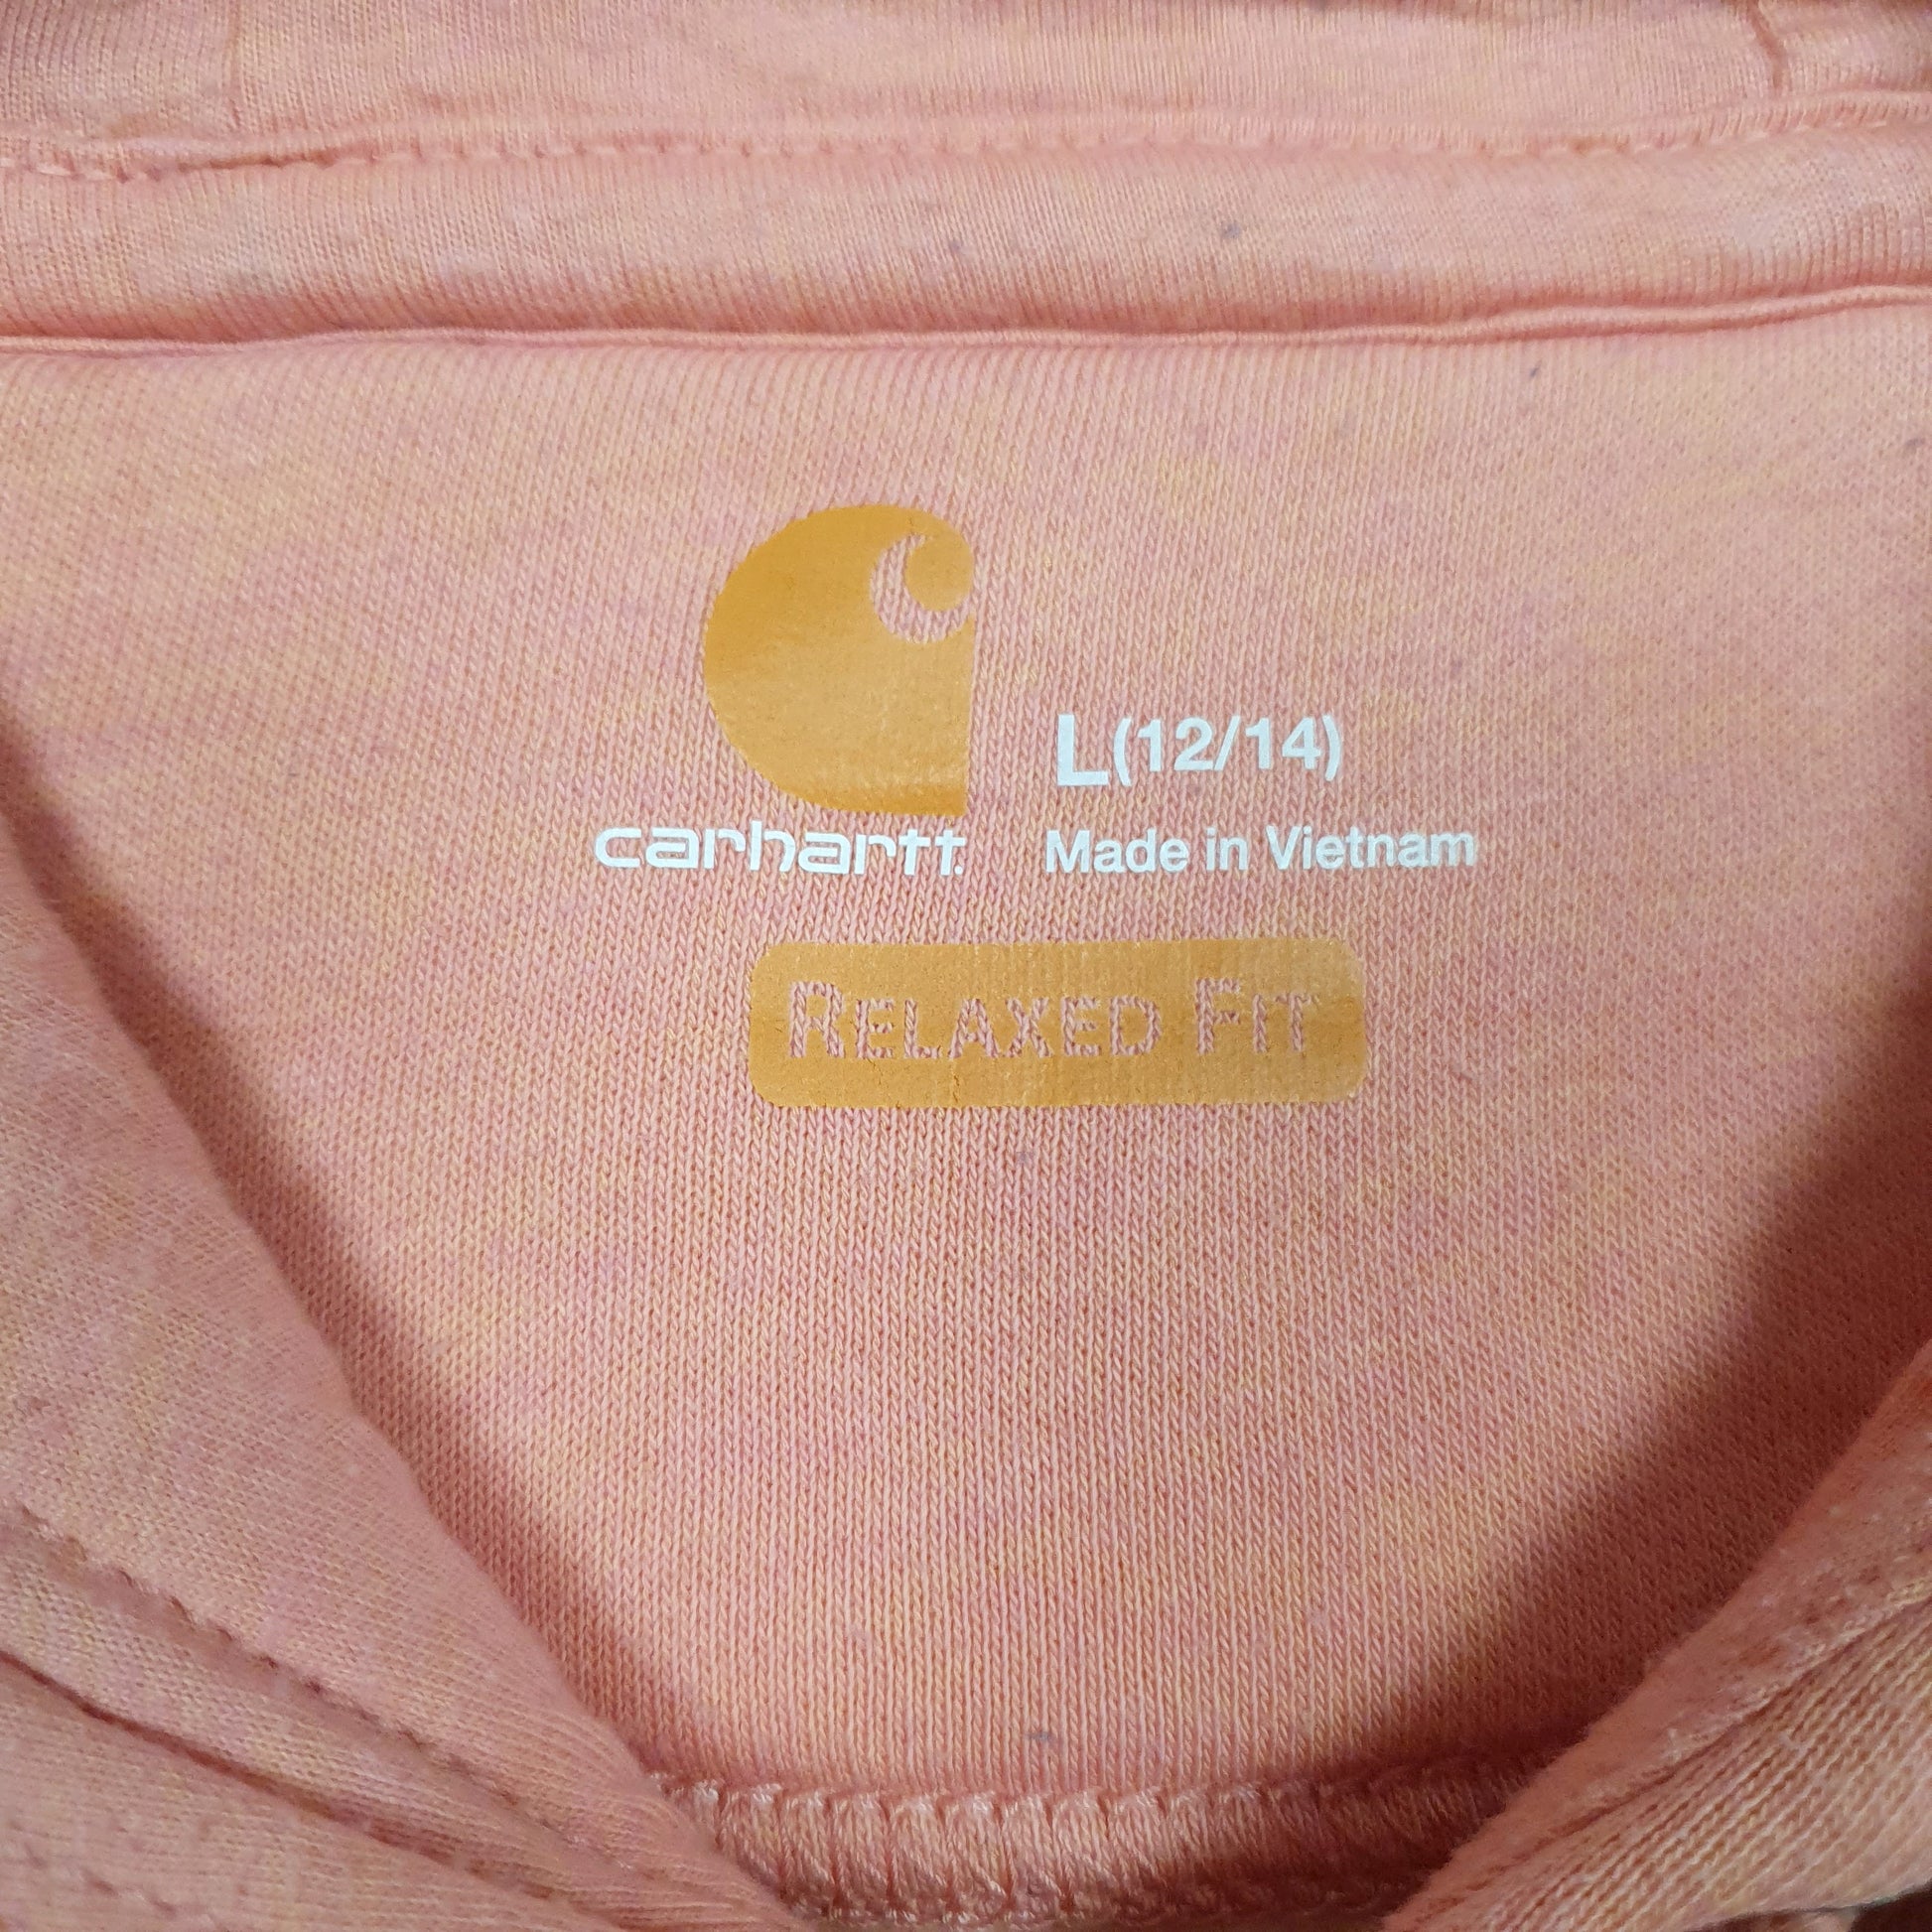 L(12/14)
carhartt.
Made in Vietnam
RELAXED FIT